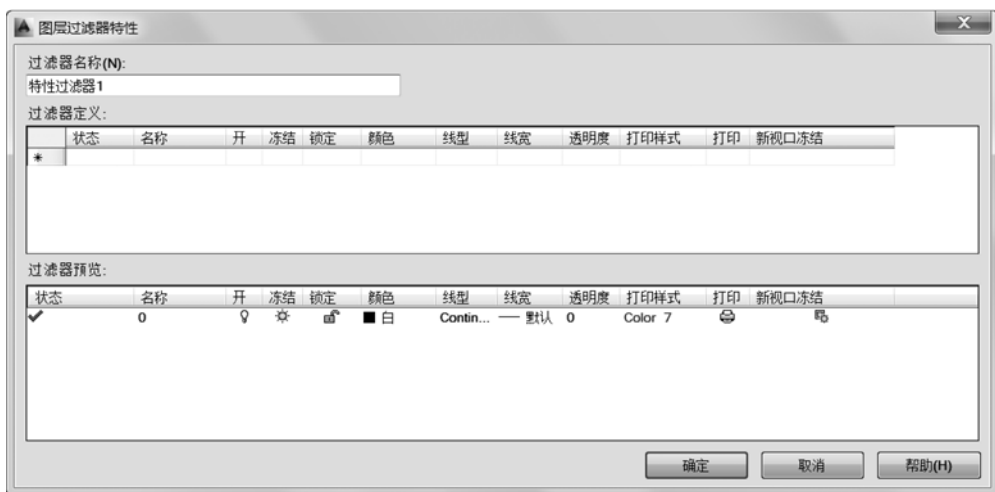 图层过滤器特性
过滤器名称(N):
特性过滤器1
过滤器定义:
状态 名称 开 冻结 锁定 颜色 线型 线宽 透明度 打印样式 打印 新视口冻结
*
过滤器预览:
状态 名称 开 冻结 锁定 颜色 线型 线宽 透明度 打印样式 打印 新视口冻结
0 白 Contin... 默认 0 Color 7
确定 取消 帮助(H)